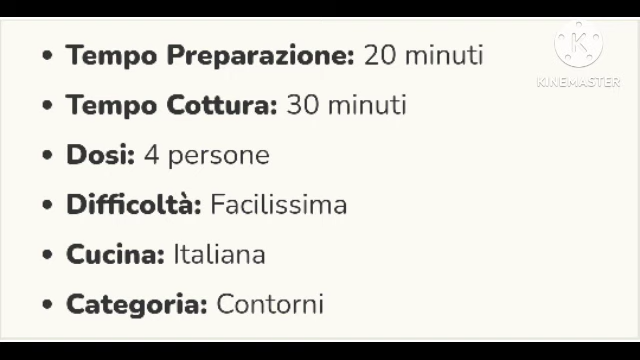 • Tempo Preparazione: 20 minuti
• Tempo Cottura: 30 minuti
• Dosi: 4 persone
• Difficoltà: Facilissima
• Cucina: Italiana
• Categoria: Contorni
K
KINEMASTER